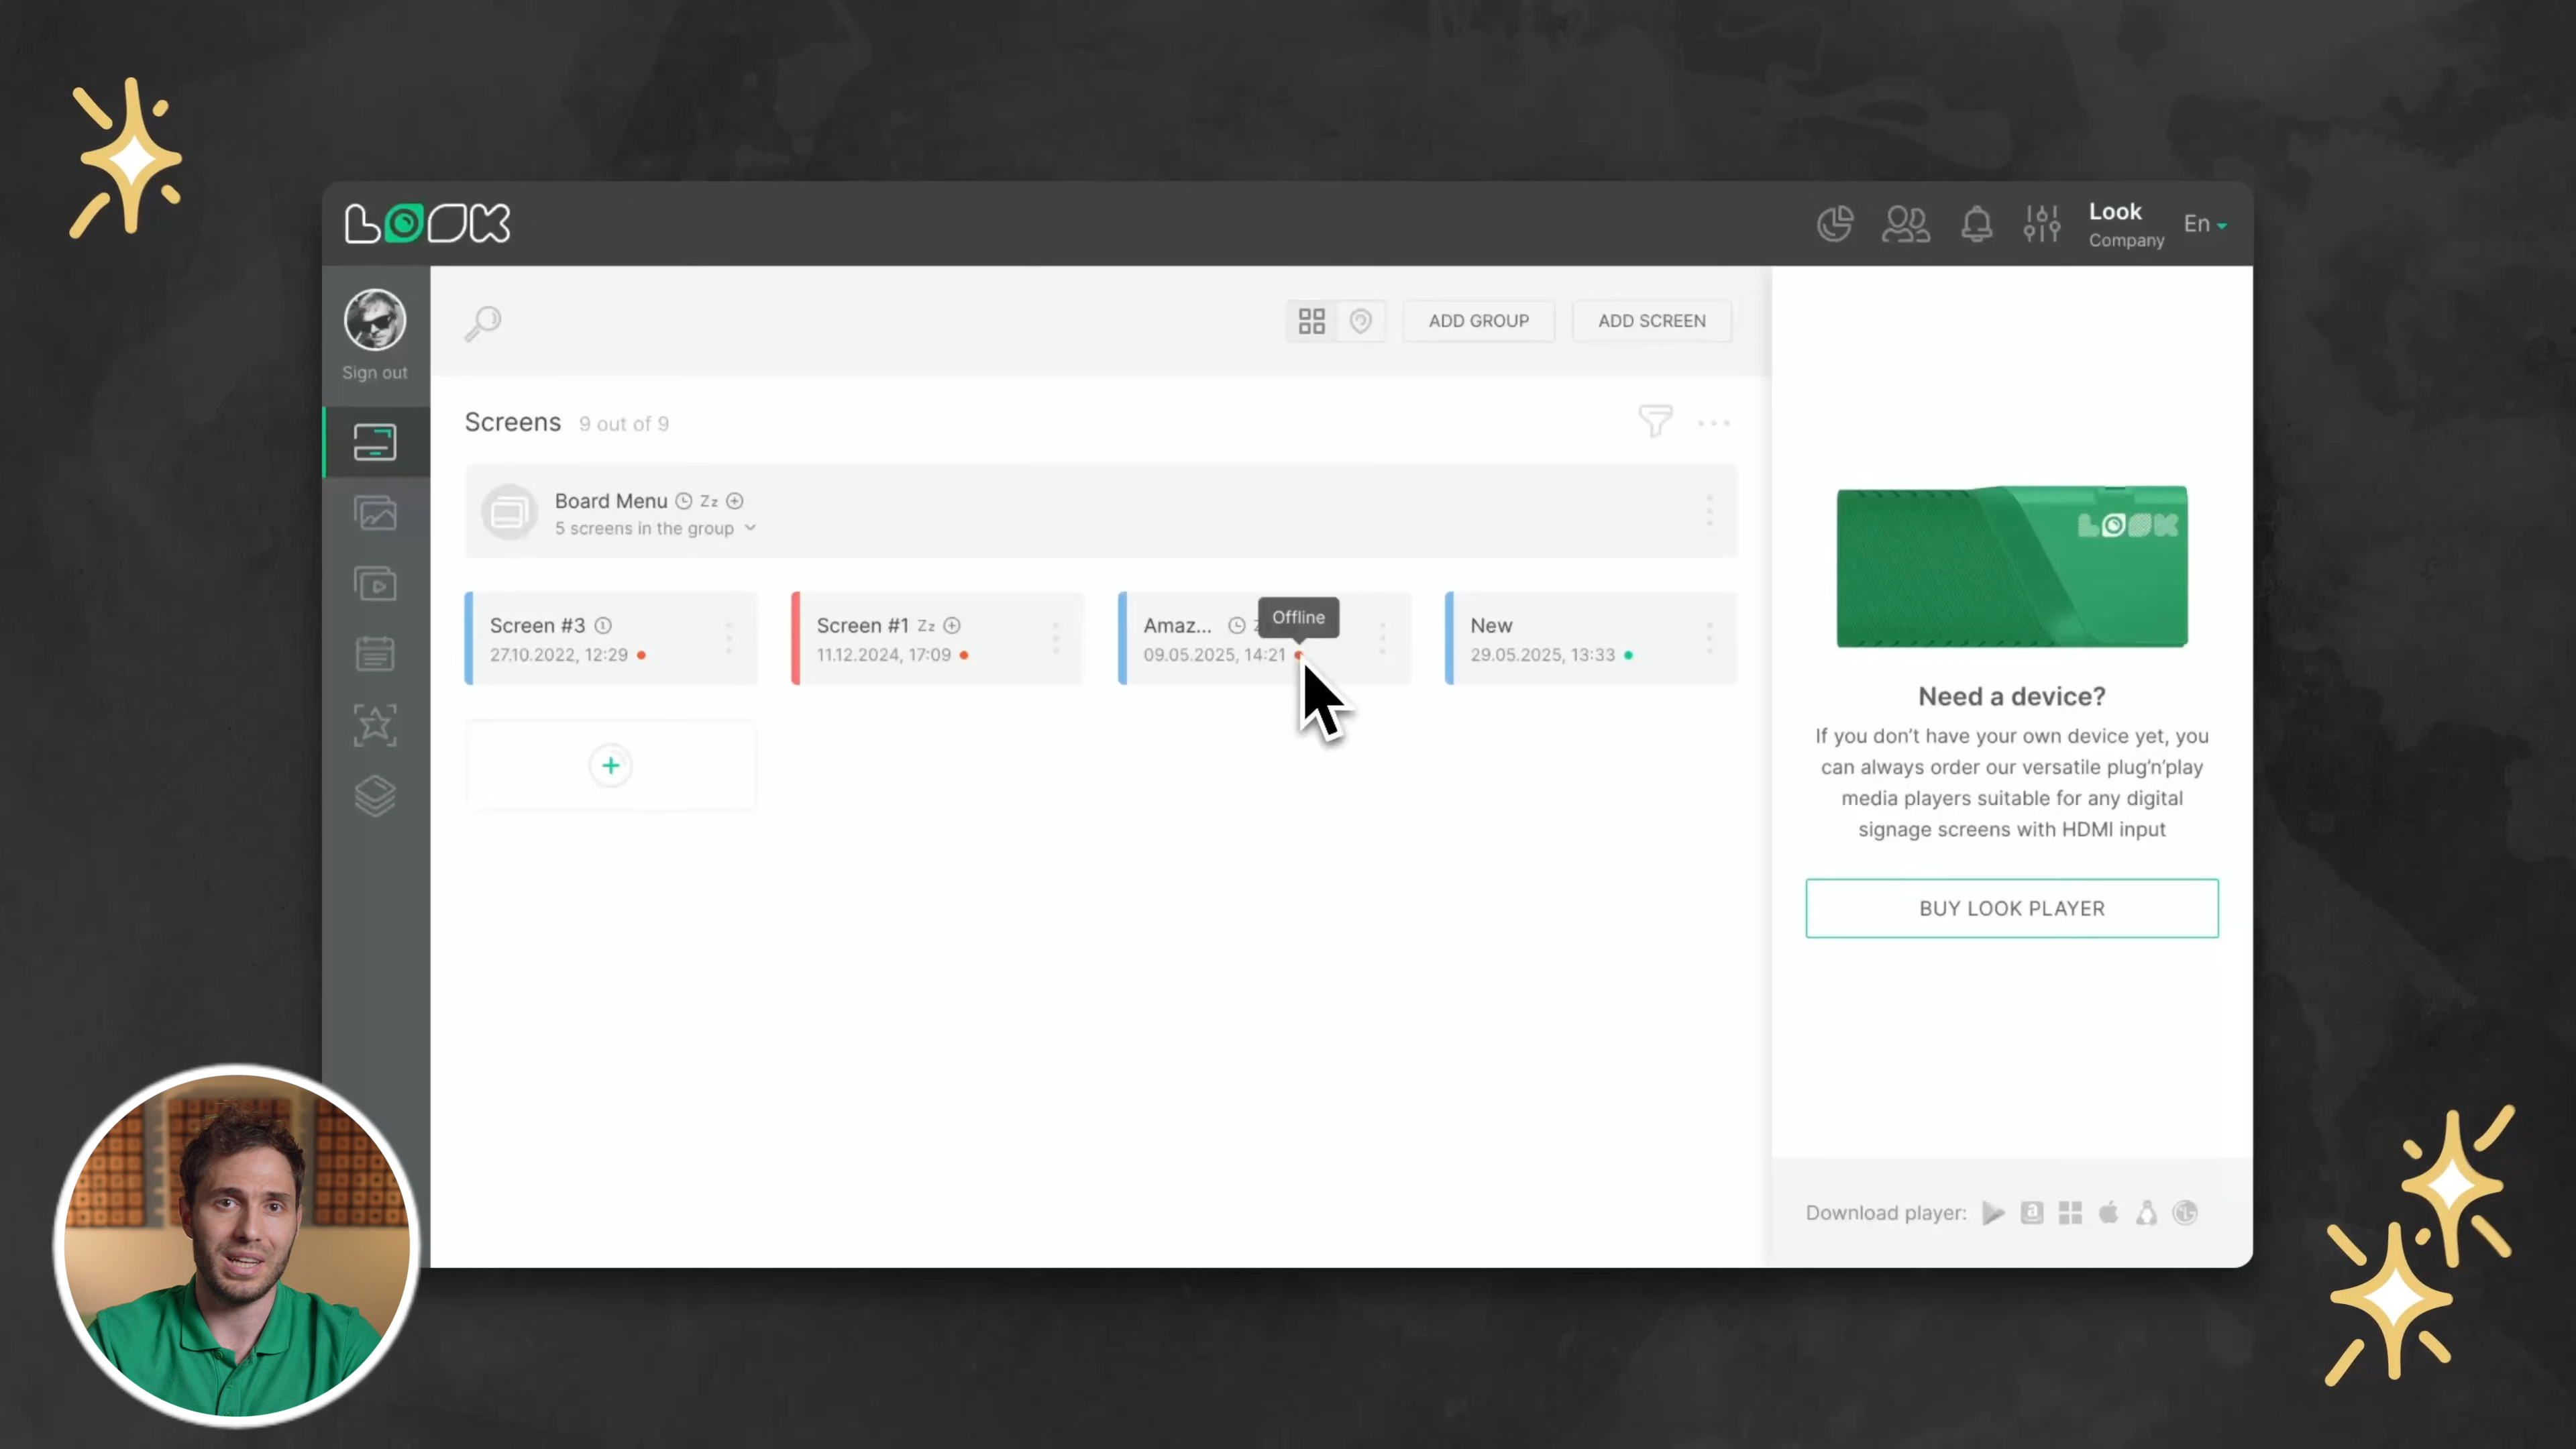 LOOK
Look
Company
En
Sign out
ADD GROUP
ADD SCREEN
Screens 9 out of 9
Board Menu Zz
5 screens in the group
Screen #3
27.10.2022, 12:29
Screen #1 Zz
11.12.2024, 17:09
Amaz...
09.05.2025, 14:21
Offline
New
29.05.2025, 13:33
LOOK
Need a device?
If you don't have your own device yet, you
can always order our versatile plug'n'play
media players suitable for any digital
signage screens with HDMI input
BUY LOOK PLAYER
Download player: